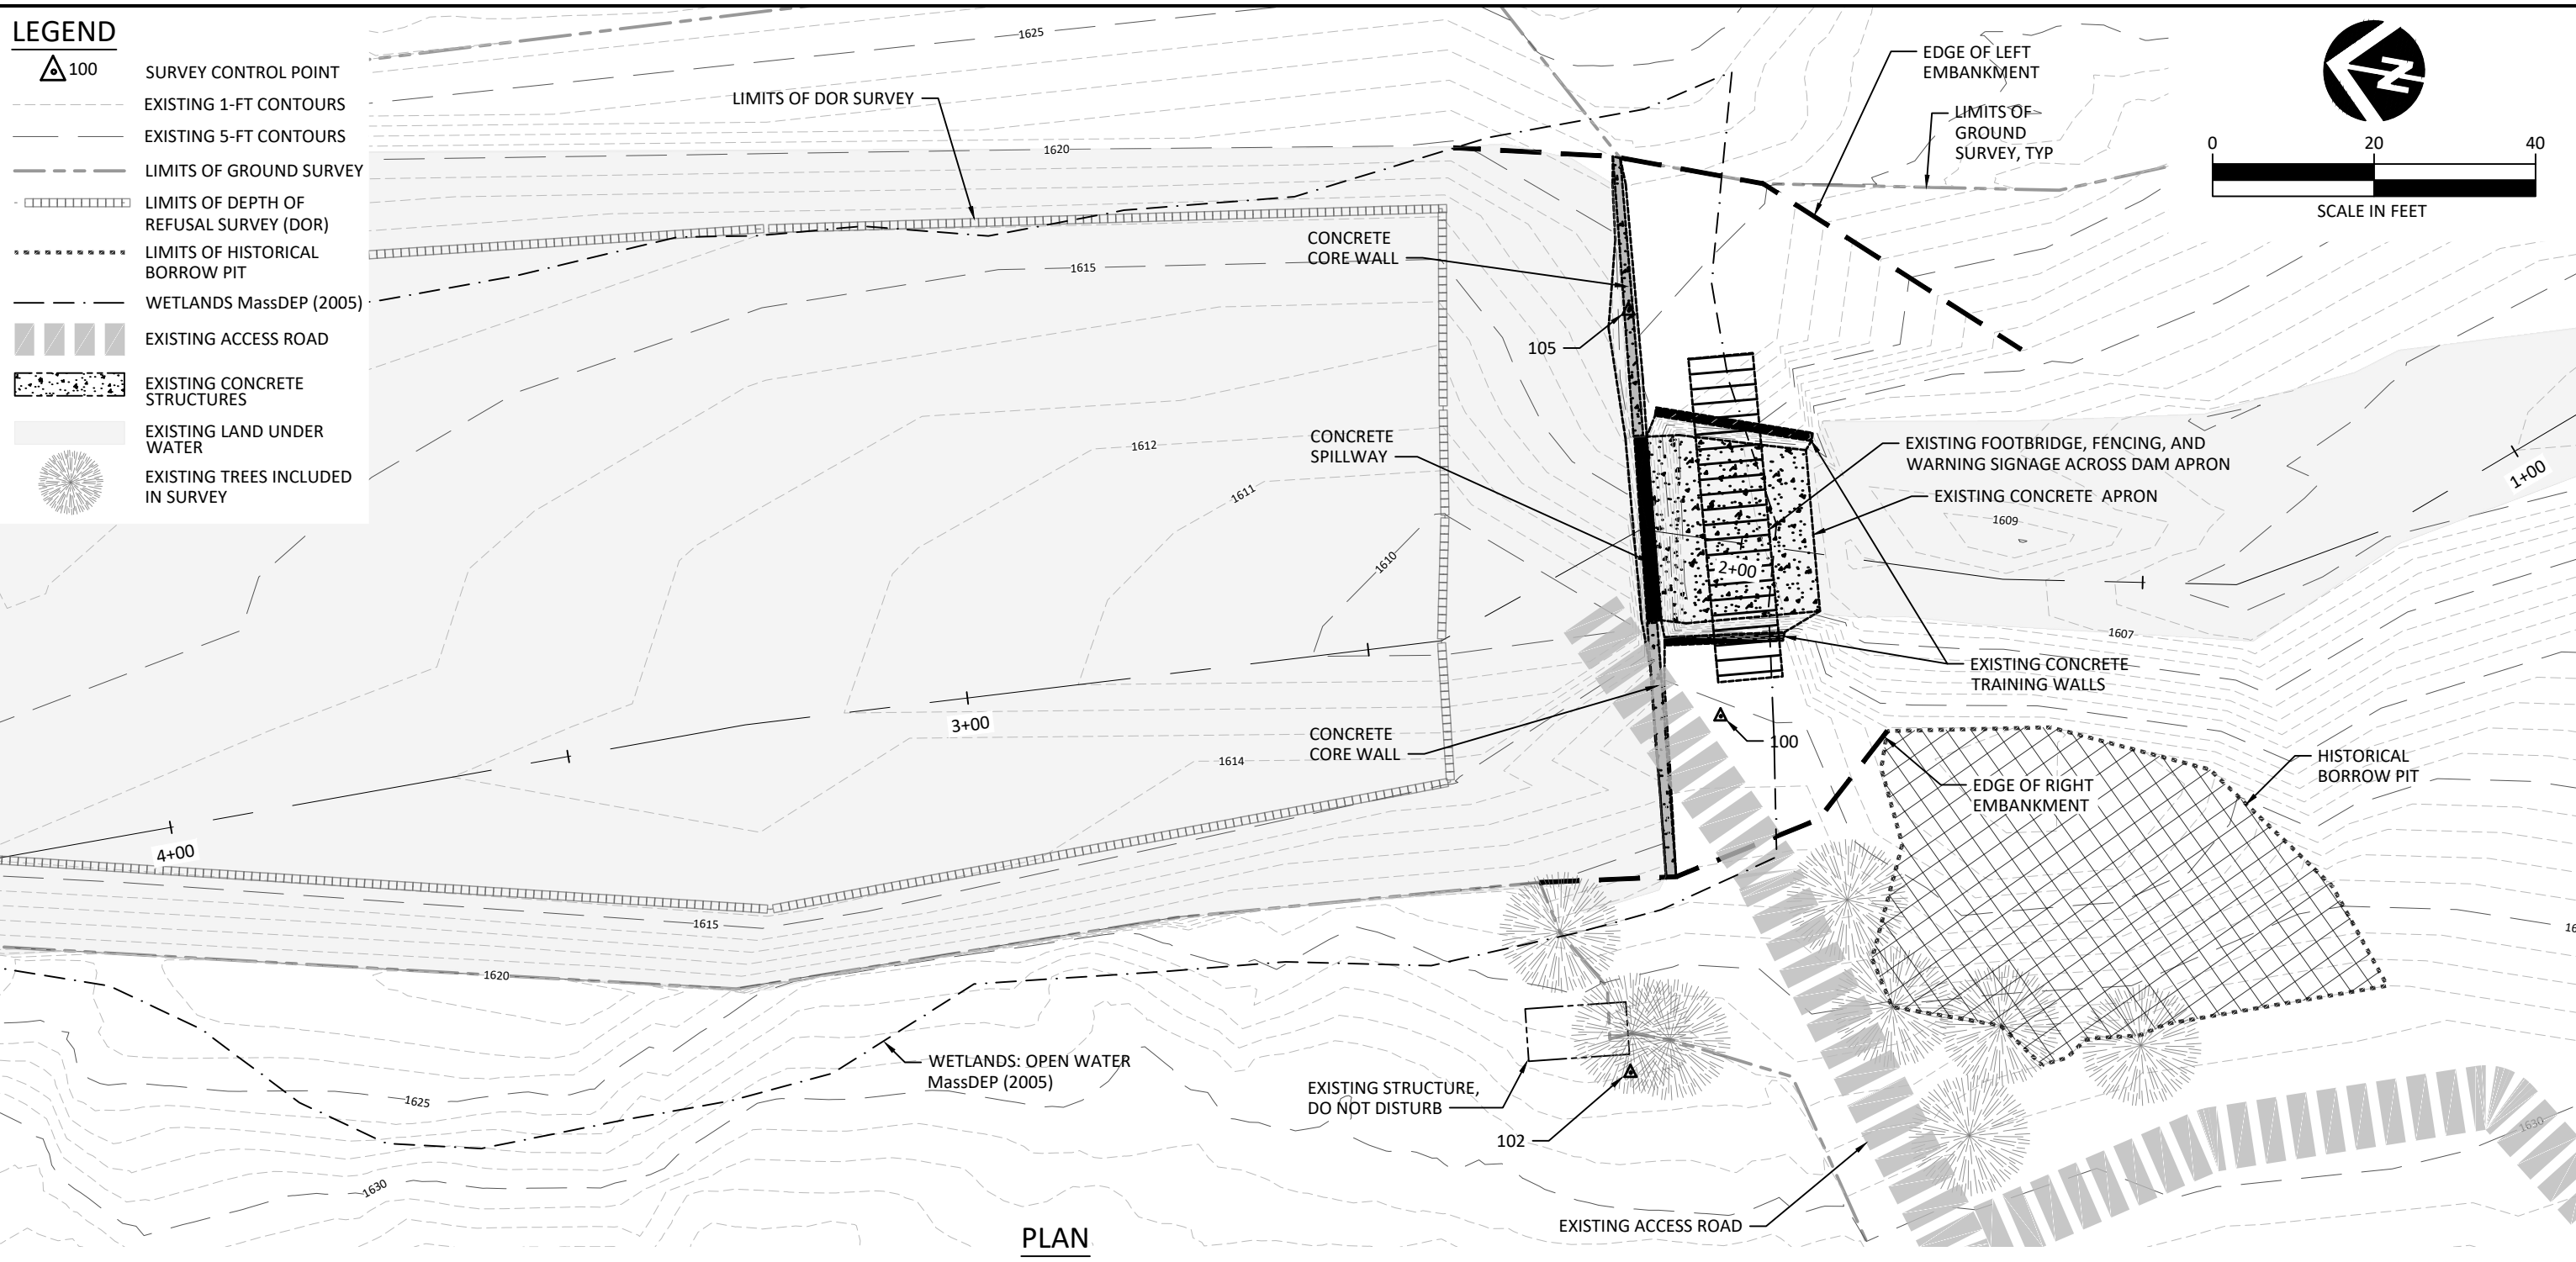 LEGEND
100
SURVEY CONTROL POINT
EXISTING 1-FT CONTOURS
EXISTING 5-FT CONTOURS
LIMITS OF GROUND SURVEY
LIMITS OF DEPTH OF
REFUSAL SURVEY (DOR)
LIMITS OF HISTORICAL
BORROW PIT
WETLANDS MassDEP (2005)
EXISTING ACCESS ROAD
EXISTING CONCRETE
STRUCTURES
EXISTING LAND UNDER
WATER
EXISTING TREES INCLUDED
IN SURVEY
1625
LIMITS OF DOR SURVEY
1620
1615
EDGE OF LEFT
EMBANKMENT
LIMITS OF
GROUND
SURVEY, TYP
N
0 20 40
SCALE IN FEET
CONCRETE
CORE WALL
105
CONCRETE
SPILLWAY
1612
1611
1610
EXISTING FOOTBRIDGE, FENCING, AND
WARNING SIGNAGE ACROSS DAM APRON
EXISTING CONCRETE APRON
1609
1+00
2+00
1607
EXISTING CONCRETE
TRAINING WALLS
3+00
CONCRETE
CORE WALL
1614
100
EDGE OF RIGHT
EMBANKMENT
HISTORICAL
BORROW PIT
4+00
1615
1620
WETLANDS: OPEN WATER
MassDEP (2005)
1625
1630
EXISTING STRUCTURE,
DO NOT DISTURB
102
1630
EXISTING ACCESS ROAD
PLAN